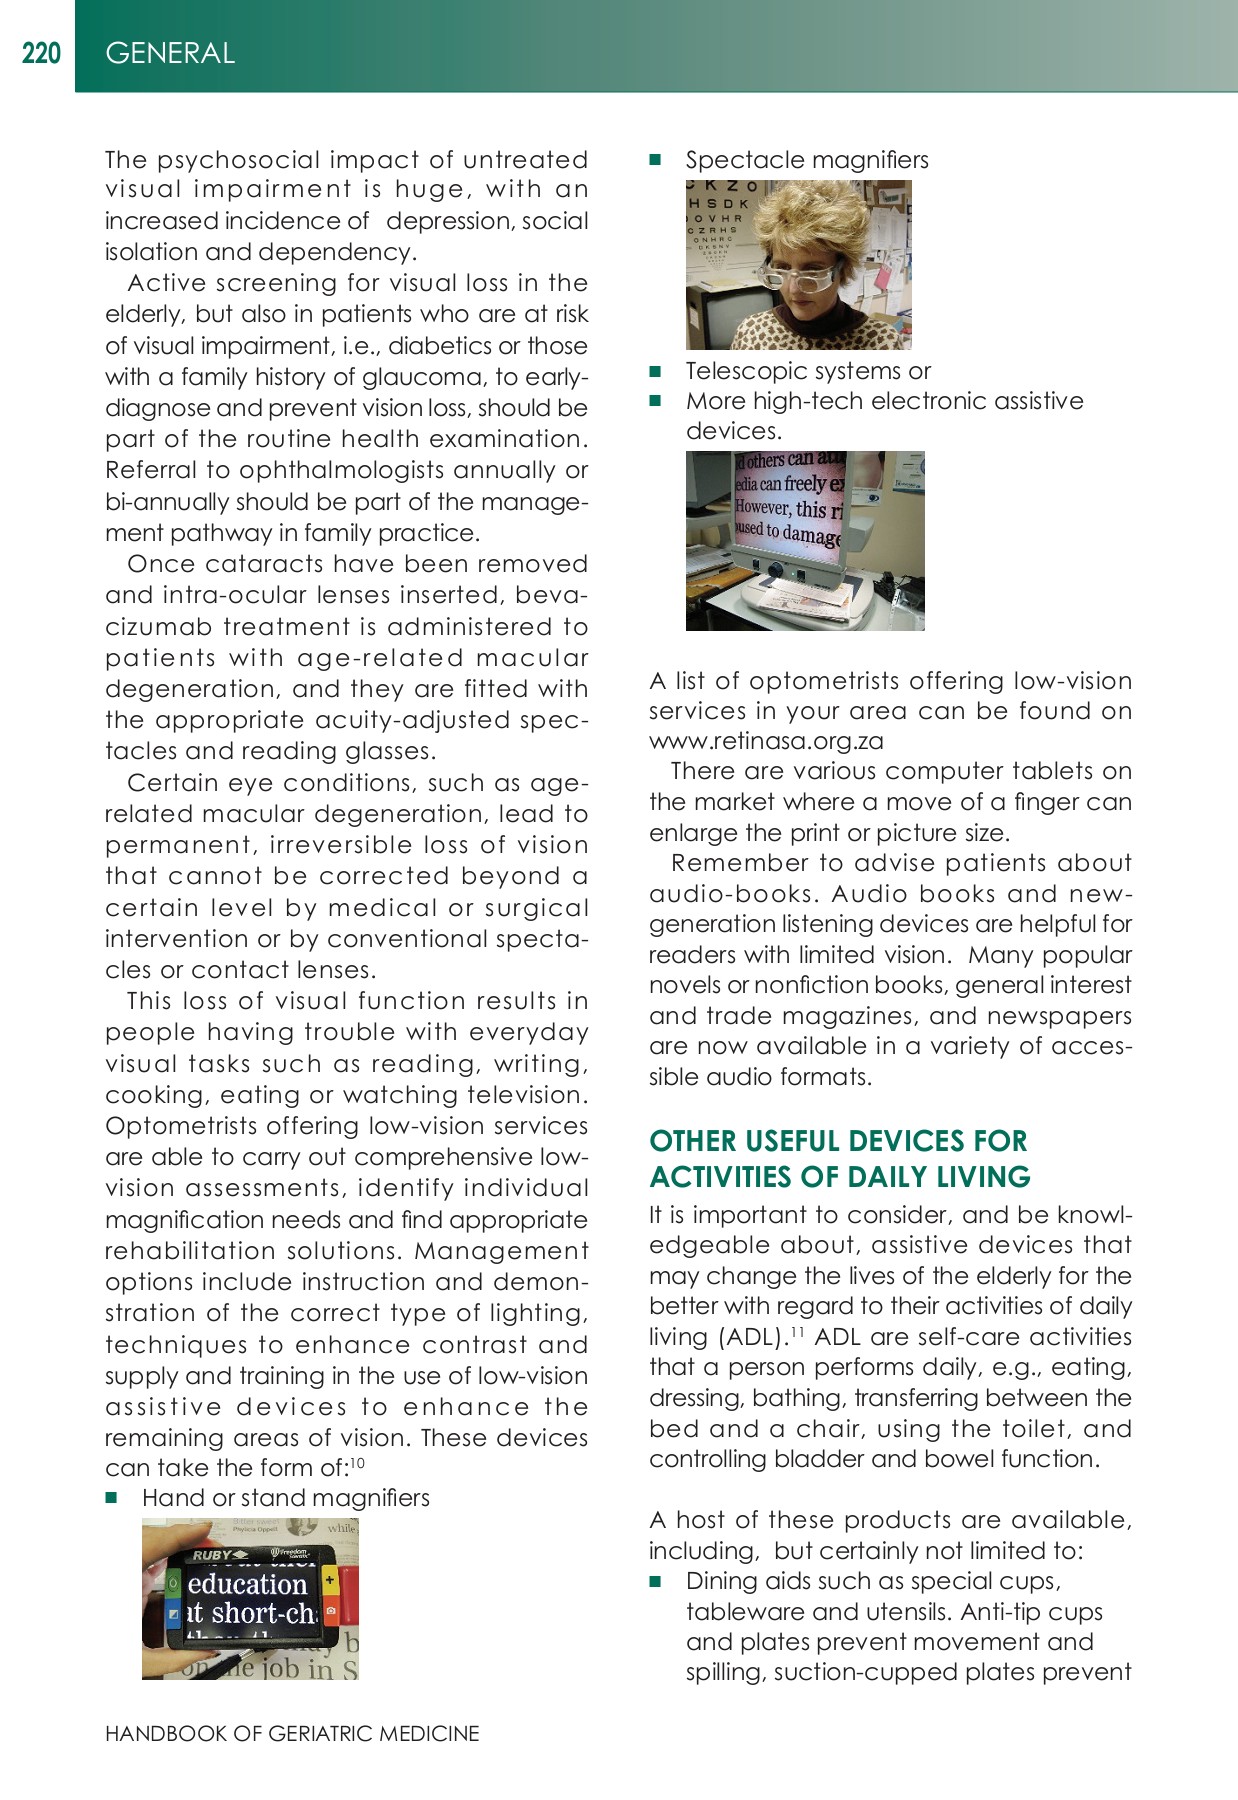 220
GENERAL
The psychosocial impact of untreated
visual impairment is huge, with an
increased incidence of depression, social
isolation and dependency.
Active screening for visual loss in the
elderly, but also in patients who are at risk
of visual impairment, i.e., diabetics or those
with a family history of glaucoma, to early-
diagnose and prevent vision loss, should be
part of the routine health examination.
Referral to ophthalmologists annually or
bi-annually should be part of the manage-
ment pathway in family practice.
Once cataracts have been removed
and intra-ocular lenses inserted, beva-
cizumab treatment is administered to
patients with age-related macular
degeneration, and they are fitted with
the appropriate acuity-adjusted spec-
tacles and reading glasses.
Certain eye conditions, such as age-
related macular degeneration, lead to
permanent, irreversible loss of vision
that cannot be corrected beyond a
certain level by medical or surgical
intervention or by conventional specta-
cles or contact lenses.
This loss of visual function results in
people having trouble with everyday
visual tasks such as reading, writing,
cooking, eating or watching television.
Optometrists offering low-vision services
are able to carry out comprehensive low-
vision assessments, identify individual
magnification needs and find appropriate
rehabilitation solutions. Management
options include instruction and demon-
stration of the correct type of lighting,
techniques to enhance contrast and
supply and training in the use of low-vision
assistive devices to enhance the
remaining areas of vision. These devices
can take the form of:10
■ Hand or stand magnifiers
Phylicia Oppelt
while
RUBY
Freedom
Scientific
education
at short-ch
on the job in S
■ Spectacle magnifiers
K Z O
H S D K
O V H R
C Z R H S
O N H R C
■ Telescopic systems or
■ More high-tech electronic assistive
devices.
d others can att
edia can freely ex
However, this ri
used to damage
A list of optometrists offering low-vision
services in your area can be found on
www.retinasa.org.za
There are various computer tablets on
the market where a move of a finger can
enlarge the print or picture size.
Remember to advise patients about
audio-books. Audio books and new-
generation listening devices are helpful for
readers with limited vision. Many popular
novels or nonfiction books, general interest
and trade magazines, and newspapers
are now available in a variety of acces-
sible audio formats.
OTHER USEFUL DEVICES FOR
ACTIVITIES OF DAILY LIVING
It is important to consider, and be knowl-
edgeable about, assistive devices that
may change the lives of the elderly for the
better with regard to their activities of daily
living (ADL).11 ADL are self-care activities
that a person performs daily, e.g., eating,
dressing, bathing, transferring between the
bed and a chair, using the toilet, and
controlling bladder and bowel function.
A host of these products are available,
including, but certainly not limited to:
■ Dining aids such as special cups,
tableware and utensils. Anti-tip cups
and plates prevent movement and
spilling, suction-cupped plates prevent
HANDBOOK OF GERIATRIC MEDICINE